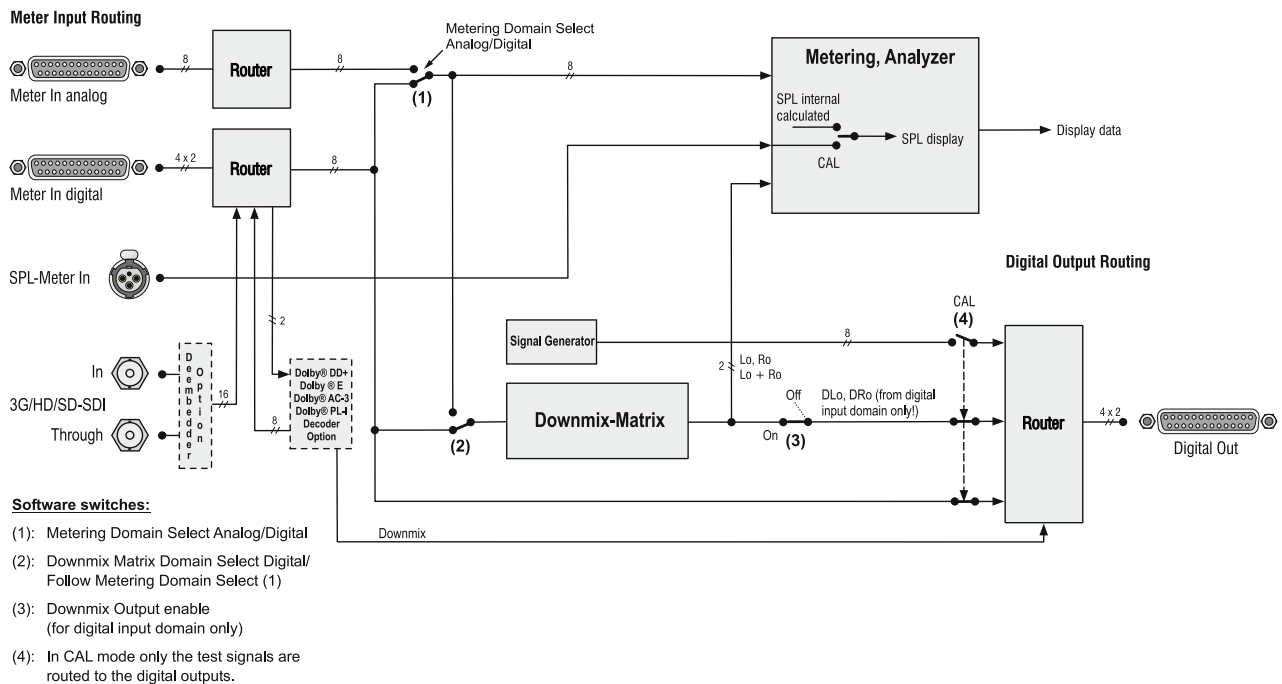 Meter Input Routing
Metering Domain Select
Analog/Digital
8
Router
8
(1)
8
Meter In analog
Metering, Analyzer
SPL internal
calculated
SPL display
CAL
Display data
4 x 2
Router
8
Meter In digital
SPL-Meter In
Digital Output Routing
2
CAL
(4)
Signal Generator
8
In
3G/HD/SD-SDI
Through
Deembedder
Option
16
8
Dolby® DD+
Dolby ® E
Dolby® AC-3
Dolby® PL-I
Decoder
Option
2
Lo, Ro
Lo + Ro
Off
DLo, DRo (from digital
input domain only!)
(2)
Downmix-Matrix
On
(3)
Router
4 x 2
Digital Out
Downmix
Software switches:
(1): Metering Domain Select Analog/Digital
(2): Downmix Matrix Domain Select Digital/
Follow Metering Domain Select (1)
(3): Downmix Output enable
(for digital input domain only)
(4): In CAL mode only the test signals are
routed to the digital outputs.